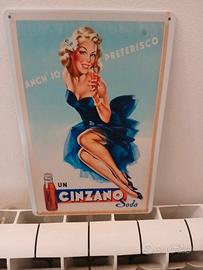 ANCH'IO PREFERISCO
UN
CINZANO
Soda